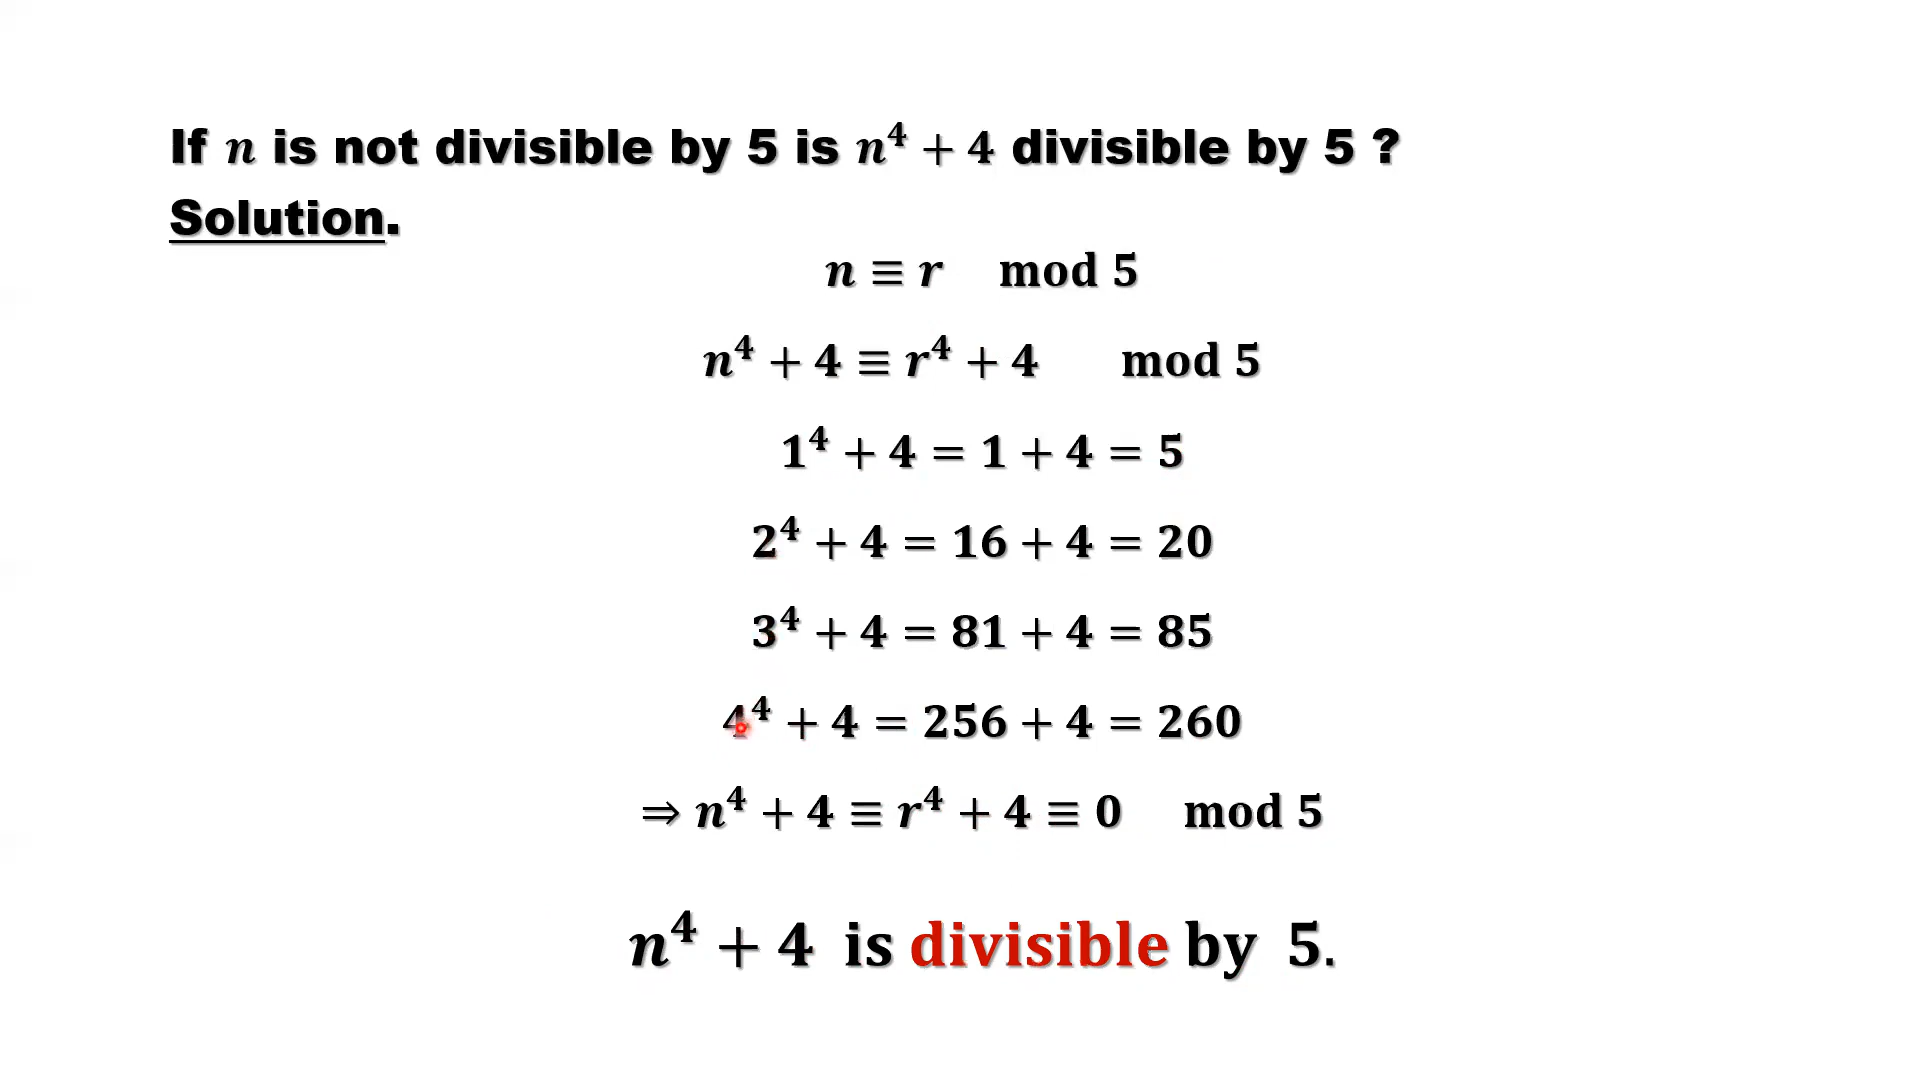 If n is not divisible by 5 is n⁴ + 4 divisible by 5 ?
Solution.
n ≡ r mod 5
n⁴ + 4 ≡ r⁴ + 4 mod 5
1⁴ + 4 = 1 + 4 = 5
2⁴ + 4 = 16 + 4 = 20
3⁴ + 4 = 81 + 4 = 85
4⁴ + 4 = 256 + 4 = 260
⇒ n⁴ + 4 ≡ r⁴ + 4 ≡ 0 mod 5
n⁴ + 4 is divisible by 5.